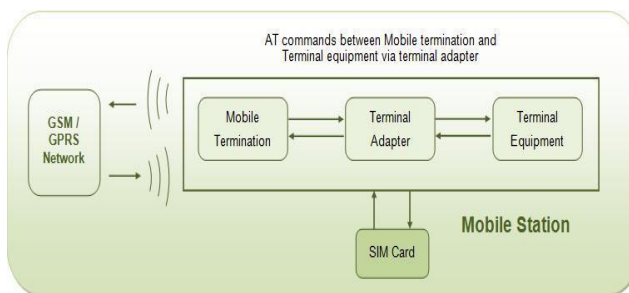 AT commands between Mobile termination and
Terminal equipment via terminal adapter
GSM /
GPRS
Network
Mobile
Termination
Terminal
Adapter
Terminal
Equipment
Mobile Station
SIM Card